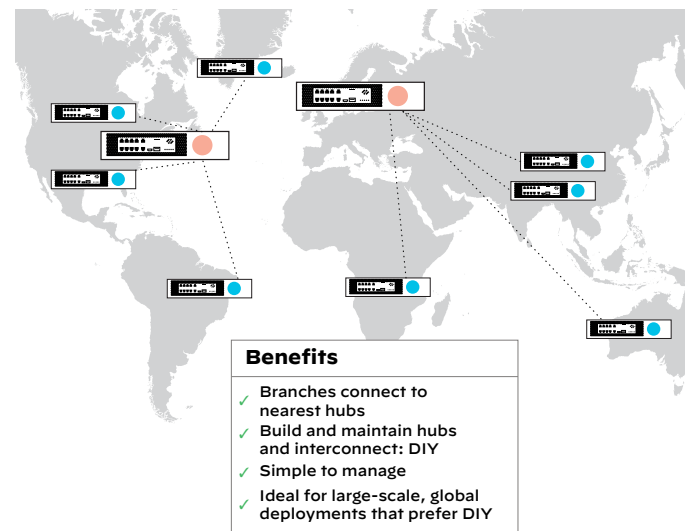 Benefits
✓ Branches connect to
nearest hubs
✓ Build and maintain hubs
and interconnect: DIY
✓ Simple to manage
✓ Ideal for large-scale, global
deployments that prefer DIY